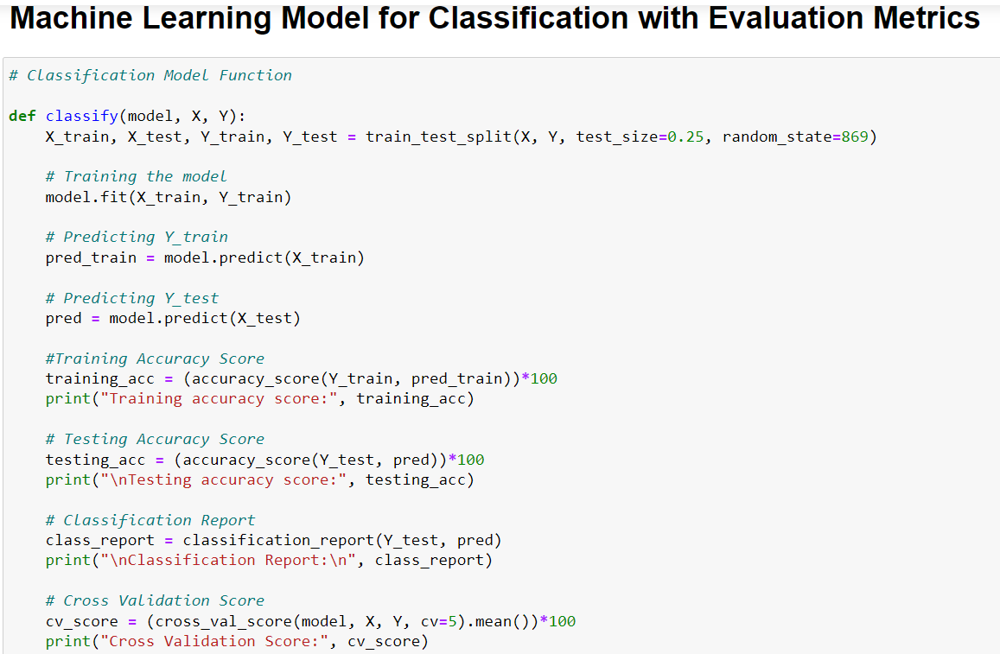 Machine Learning Model for Classification with Evaluation Metrics
# Classification Model Function
def classify(model, X, Y):
X_train, X_test, Y_train, Y_test = train_test_split(X, Y, test_size=0.25, random_state=869)
# Training the model
model.fit(X_train, Y_train)
# Predicting Y_train
pred_train = model.predict(X_train)
# Predicting Y_test
pred = model.predict(X_test)
#Training Accuracy Score
training_acc = (accuracy_score(Y_train, pred_train))*100
print("Training accuracy score:", training_acc)
# Testing Accuracy Score
testing_acc = (accuracy_score(Y_test, pred))*100
print("\nTesting accuracy score:", testing_acc)
# Classification Report
class_report = classification_report(Y_test, pred)
print("\nClassification Report:\n", class_report)
# Cross Validation Score
cv_score = (cross_val_score(model, X, Y, cv=5).mean())*100
print("Cross Validation Score:", cv_score)